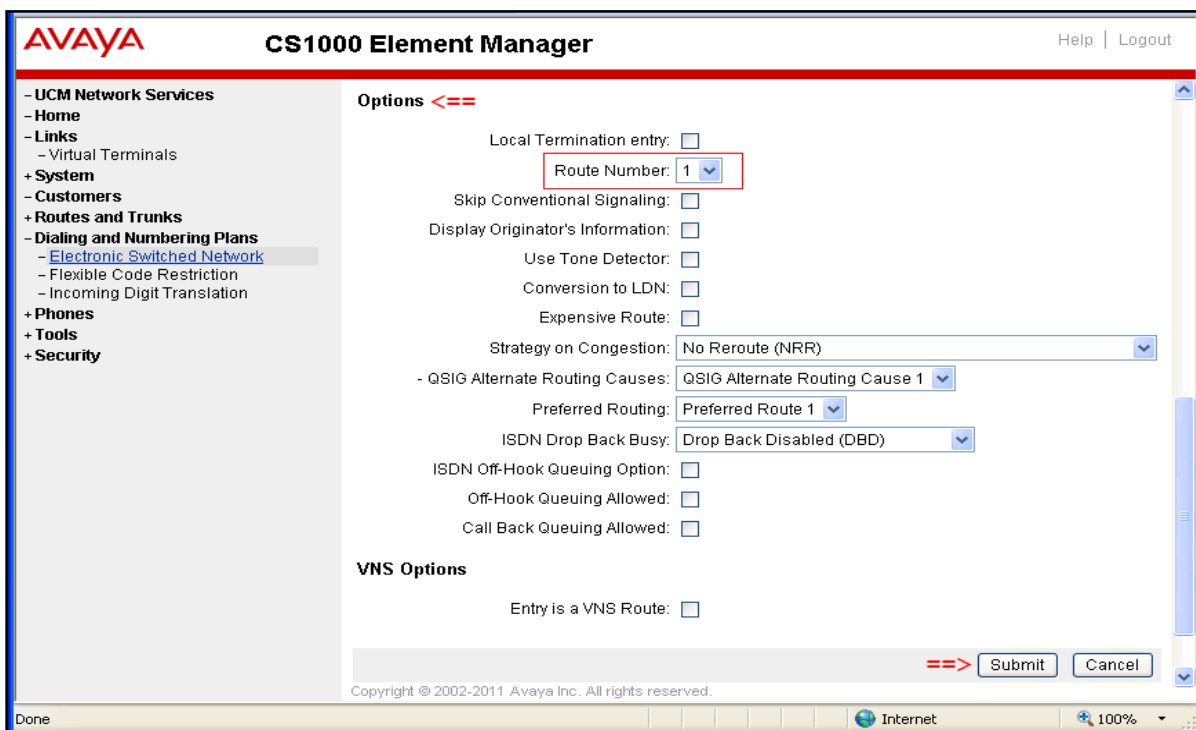 AVAYA
CS1000 Element Manager
Help | Logout
– UCM Network Services
– Home
– Links
– Virtual Terminals
+ System
– Customers
+ Routes and Trunks
– Dialing and Numbering Plans
– Electronic Switched Network
– Flexible Code Restriction
– Incoming Digit Translation
+ Phones
+ Tools
+ Security
Options <==
Local Termination entry:
Route Number: 1
Skip Conventional Signaling:
Display Originator's Information:
Use Tone Detector:
Conversion to LDN:
Expensive Route:
Strategy on Congestion: No Reroute (NRR)
- QSIG Alternate Routing Causes: QSIG Alternate Routing Cause 1
Preferred Routing: Preferred Route 1
ISDN Drop Back Busy: Drop Back Disabled (DBD)
ISDN Off-Hook Queuing Option:
Off-Hook Queuing Allowed:
Call Back Queuing Allowed:
VNS Options
Entry is a VNS Route:
==> Submit Cancel
Copyright © 2002-2011 Avaya Inc. All rights reserved.
Done Internet 100%